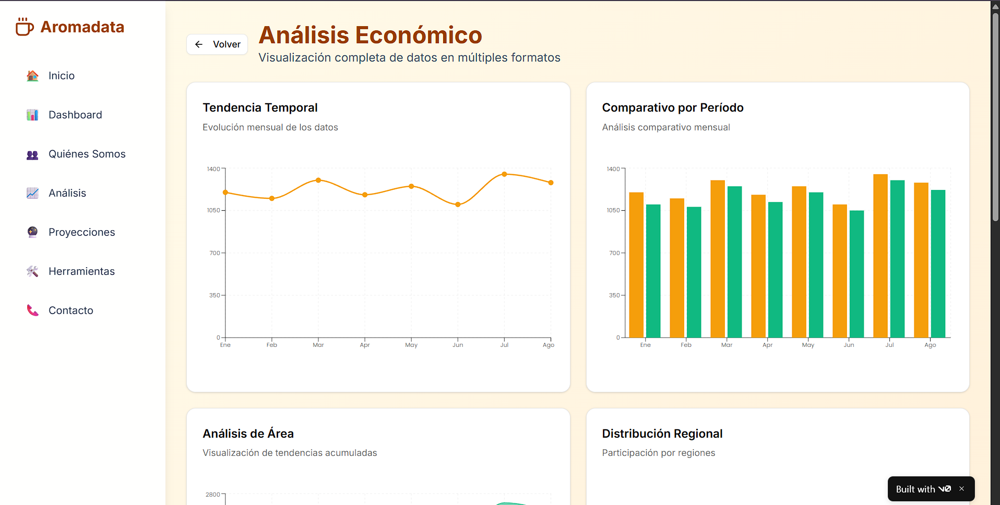 Aromadata
Inicio
Dashboard
Quiénes Somos
Análisis
Proyecciones
Herramientas
Contacto
Volver
Análisis Económico
Visualización completa de datos en múltiples formatos
Tendencia Temporal
Evolución mensual de los datos
1400
1050
700
350
0
Ene Feb Mar Apr May Jun Jul Ago
Comparativo por Período
Análisis comparativo mensual
1400
1050
700
350
0
Ene Feb Mar Apr May Jun Jul Ago
Análisis de Área
Visualización de tendencias acumuladas
2800
Distribución Regional
Participación por regiones
Built with v0 ×